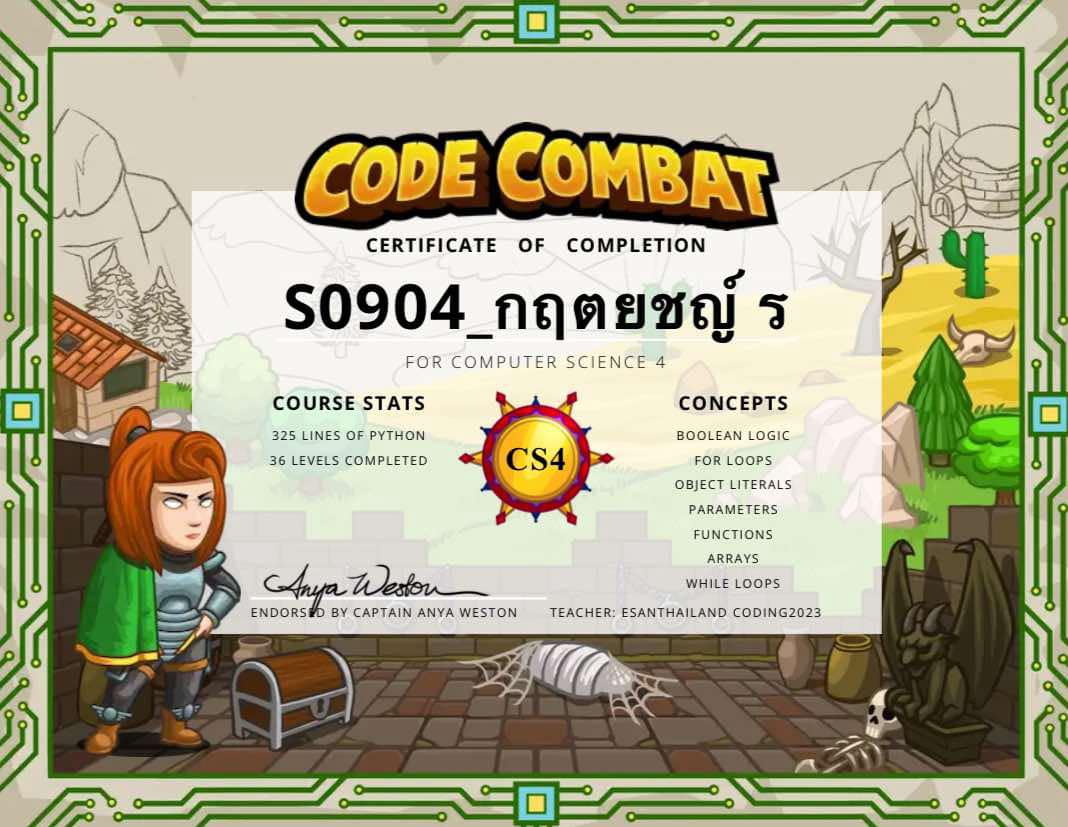 CODE COMBAT
CERTIFICATE OF COMPLETION
S0904_กฤตยชญ์ ร
FOR COMPUTER SCIENCE 4
COURSE STATS
325 LINES OF PYTHON
36 LEVELS COMPLETED
CS4
CONCEPTS
BOOLEAN LOGIC
FOR LOOPS
OBJECT LITERALS
PARAMETERS
FUNCTIONS
ARRAYS
WHILE LOOPS
Anya Weston
ENDORSED BY CAPTAIN ANYA WESTON
TEACHER: ESANTHAILAND CODING2023